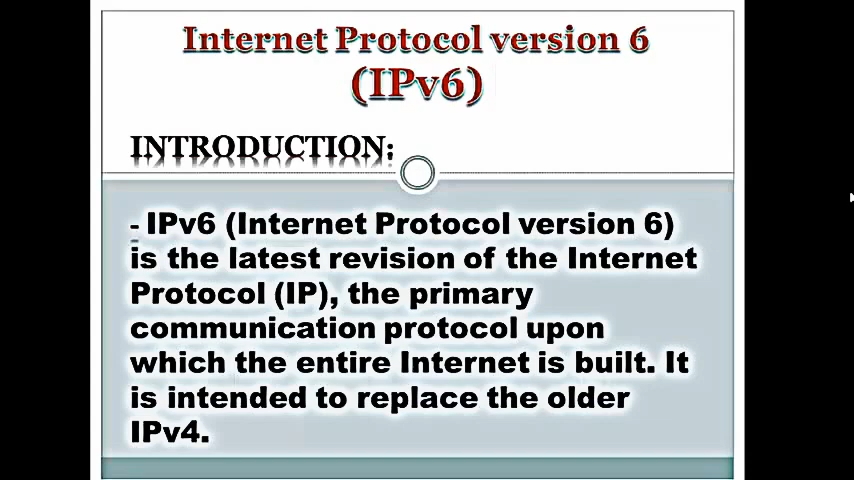 Internet Protocol version 6
(IPv6)
INTRODUCTION:
- IPv6 (Internet Protocol version 6)
is the latest revision of the Internet
Protocol (IP), the primary
communication protocol upon
which the entire Internet is built. It
is intended to replace the older
IPv4.